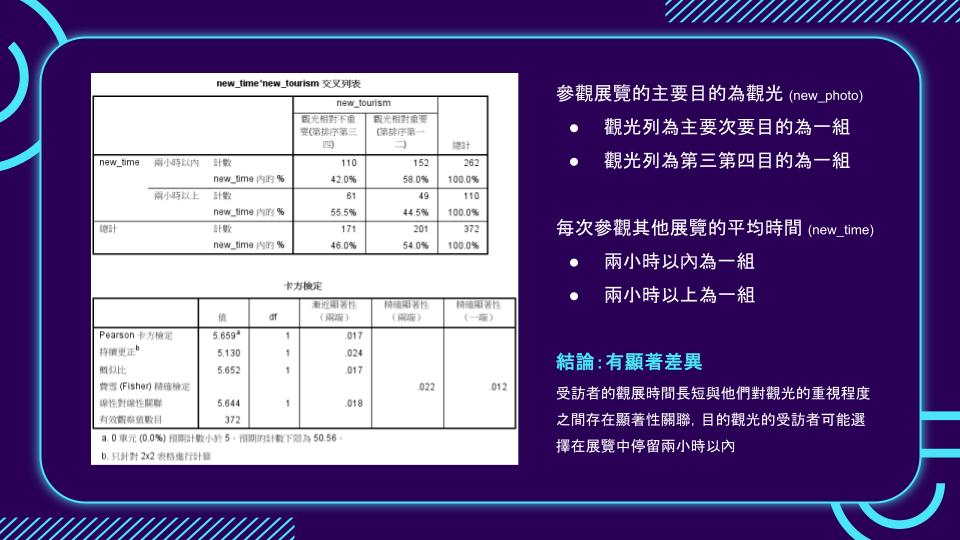 new_time*new_tourism 交叉列表
new_tourism
觀光相對不重要(第排序第三四) 觀光相對重要(第排序第一二) 總計
new_time 兩小時以內 計數 110 152 262
new_time 內的 % 42.0% 58.0% 100.0%
兩小時以上 計數 61 49 110
new_time 內的 % 55.5% 44.5% 100.0%
總計 計數 171 201 372
new_time 內的 % 46.0% 54.0% 100.0%
卡方檢定
值 df 漸近顯著性（兩端） 精確顯著性（兩端） 精確顯著性（一端）
Pearson 卡方檢定 5.659a 1 .017
持續更正b 5.130 1 .024
概似比 5.652 1 .017
費雪 (Fisher) 精確檢定 .022 .012
線性對線性關聯 5.644 1 .018
有效觀察值數目 372
a. 0 單元 (0.0%) 預期計數小於 5。預期的計數下限為 50.56。
b. 只針對 2x2 表格進行計算
參觀展覽的主要目的為觀光 (new_photo)
● 觀光列為主要次要目的為一組
● 觀光列為第三第四目的為一組
每次參觀其他展覽的平均時間 (new_time)
● 兩小時以內為一組
● 兩小時以上為一組
結論：有顯著差異
受訪者的觀展時間長短與他們對觀光的重視程度
之間存在顯著性關聯，目的觀光的受訪者可能選
擇在展覽中停留兩小時以內